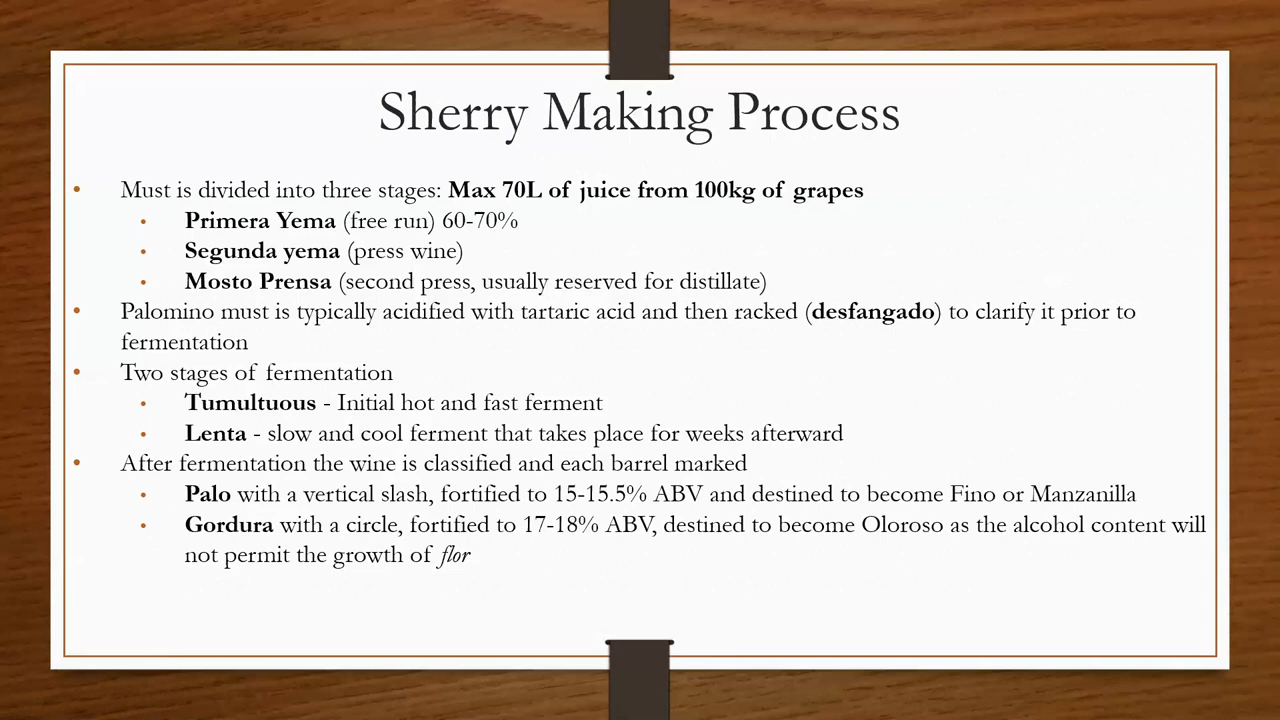 Sherry Making Process
• Must is divided into three stages: Max 70L of juice from 100kg of grapes
• Primera Yema (free run) 60-70%
• Segunda yema (press wine)
• Mosto Prensa (second press, usually reserved for distillate)
• Palomino must is typically acidified with tartaric acid and then racked (desfangado) to clarify it prior to
fermentation
• Two stages of fermentation
• Tumultuous - Initial hot and fast ferment
• Lenta - slow and cool ferment that takes place for weeks afterward
• After fermentation the wine is classified and each barrel marked
• Palo with a vertical slash, fortified to 15-15.5% ABV and destined to become Fino or Manzanilla
• Gordura with a circle, fortified to 17-18% ABV, destined to become Oloroso as the alcohol content will
not permit the growth of flor